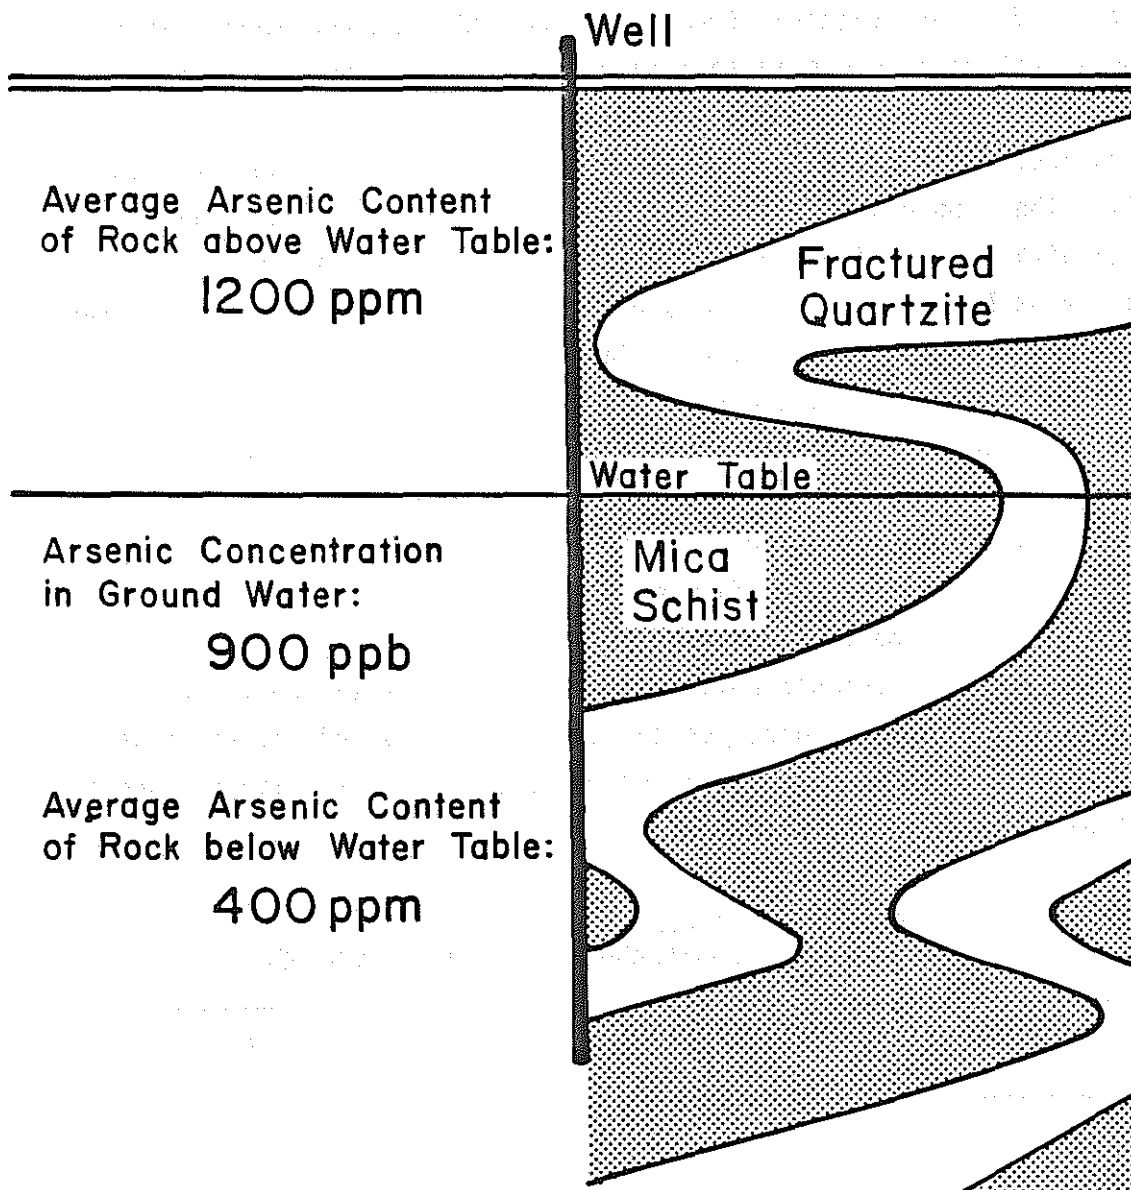 Well
Average Arsenic Content
of Rock above Water Table:
1200 ppm
Fractured
Quartzite
Water Table
Arsenic Concentration
in Ground Water:
900 ppb
Mica
Schist
Average Arsenic Content
of Rock below Water Table:
400 ppm